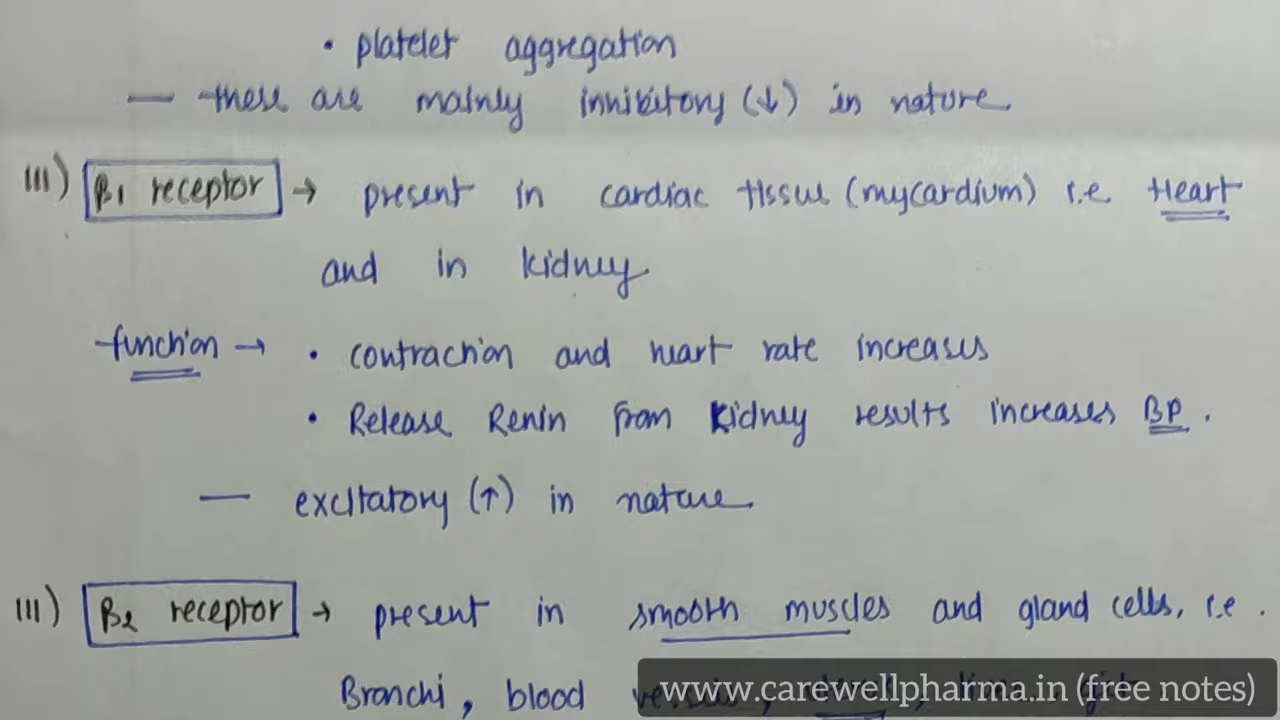 • platelet aggregation
— these are mainly inhibitory (↓) in nature.
III) β1 receptor → present in cardiac tissue (mycardium) i.e Heart
and in kidney
function → • contraction and heart rate increases
• Release Renin from kidney results increases BP.
— excitatory (↑) in nature.
III) β2 receptor → present in smooth muscles and gland cells, i.e.
Bronchi, blood vessels,
www.carewellpharma.in (free notes)